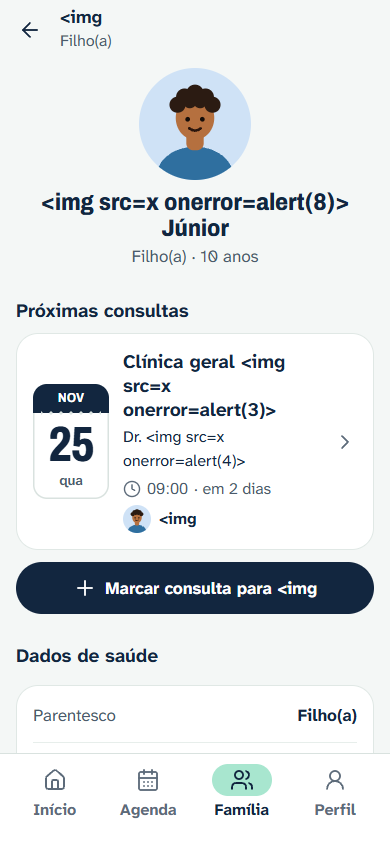 <img
Filho(a)
<img src=x onerror=alert(8)>
Júnior
Filho(a) · 10 anos
Próximas consultas
NOV
25
qua
Clínica geral <img
src=x
onerror=alert(3)>
Dr. <img src=x
onerror=alert(4)>
09:00 · em 2 dias
<img
Marcar consulta para <img
Dados de saúde
Parentesco Filho(a)
Início Agenda Família Perfil